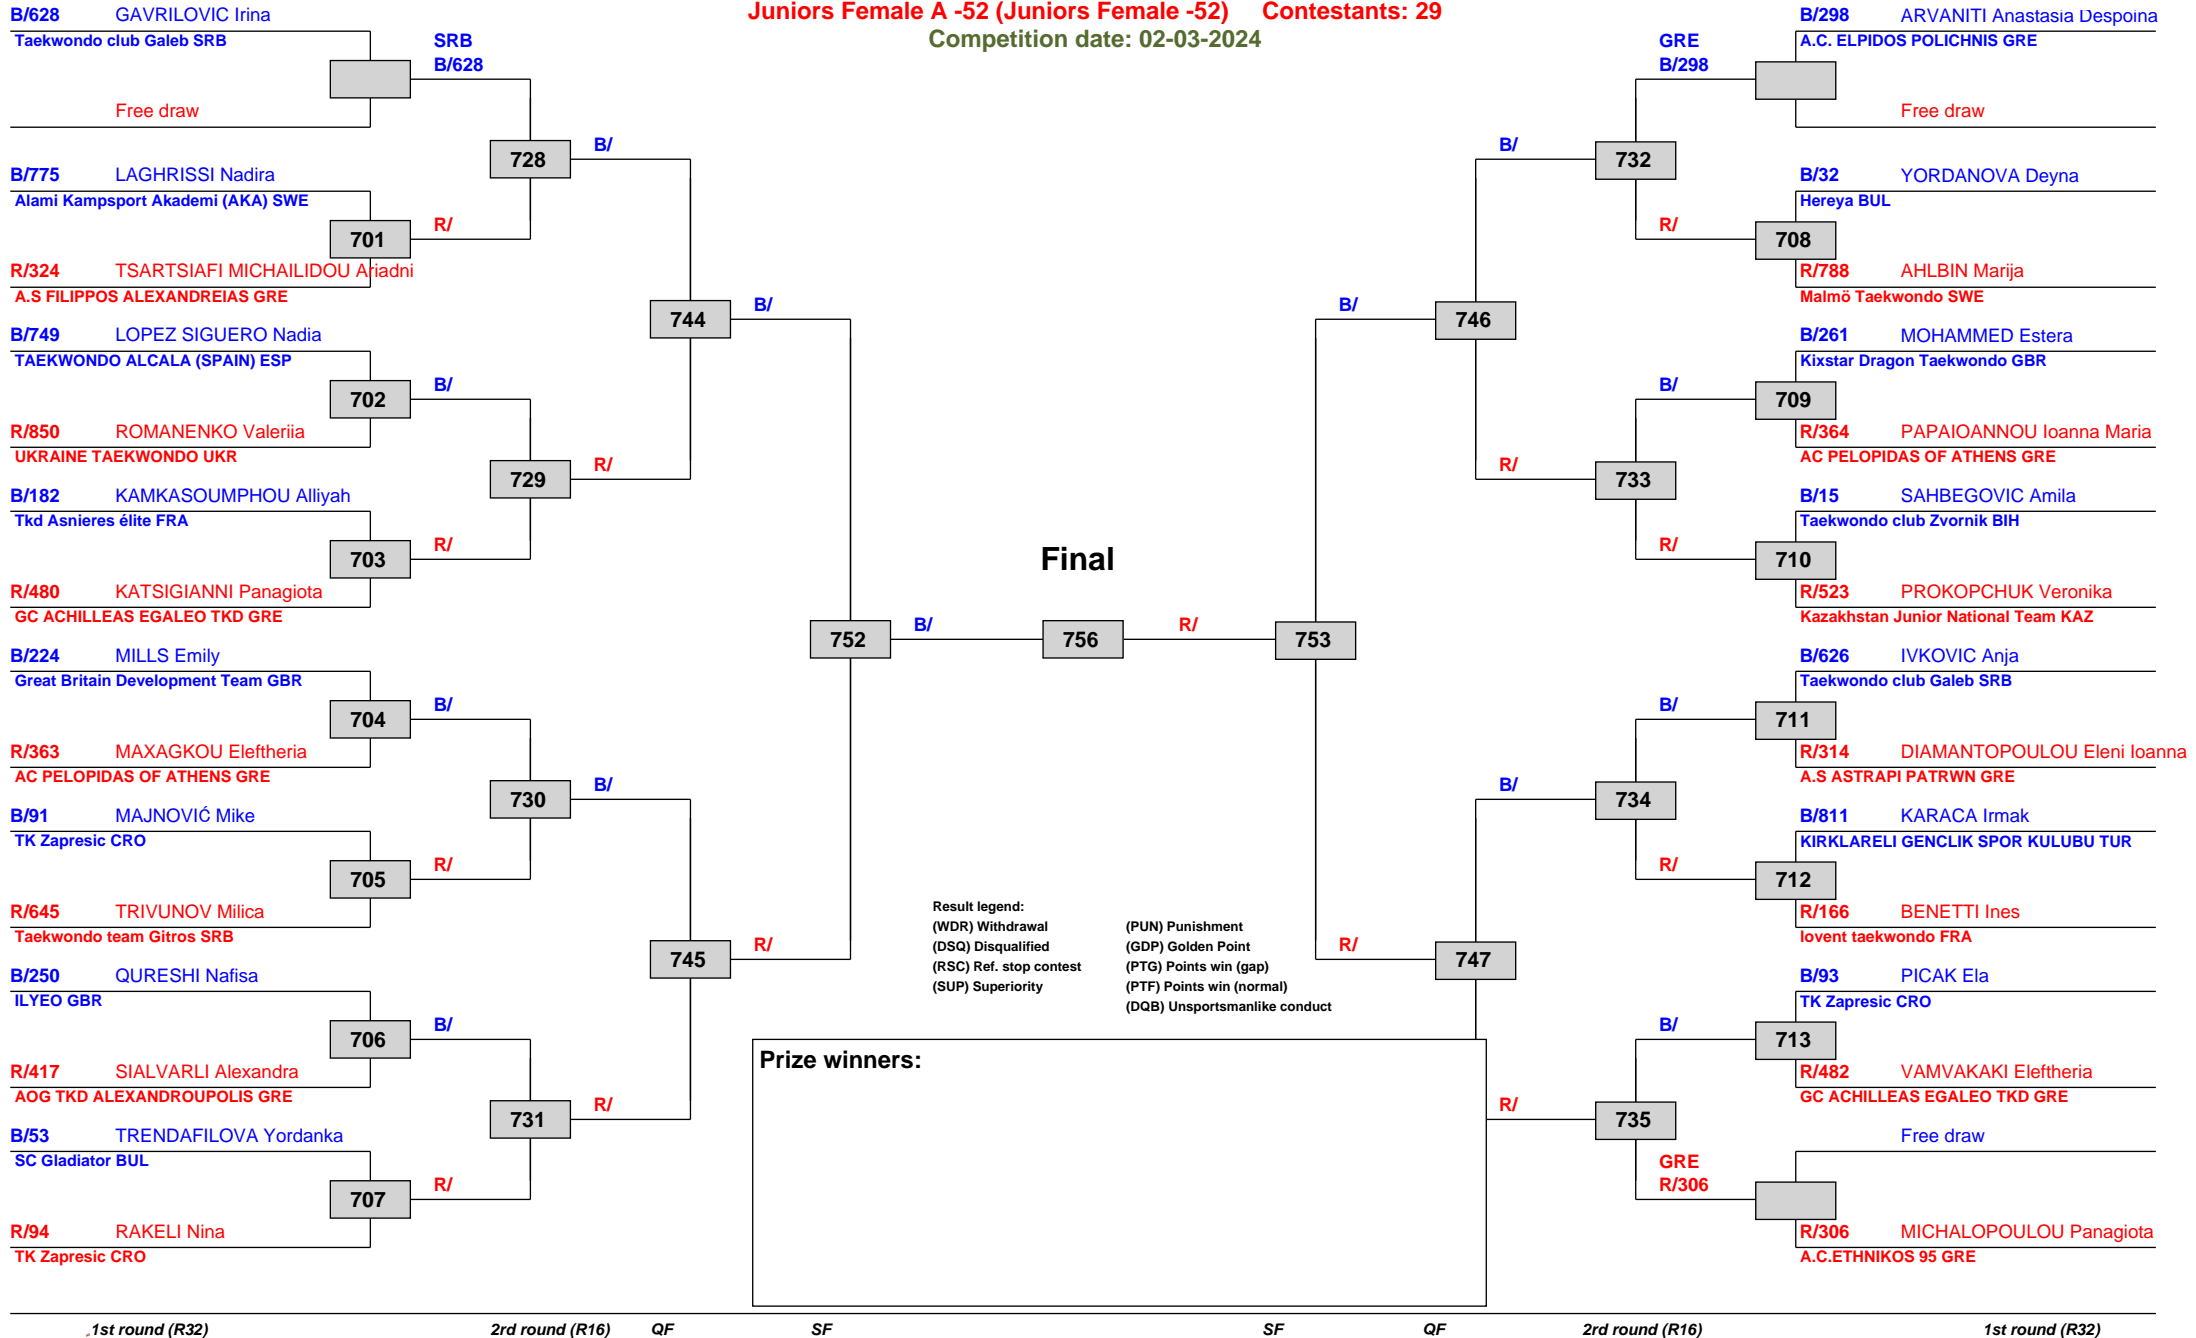 Juniors Female A -52 (Juniors Female -52) Contestants: 29
Competition date: 02-03-2024
B/628 GAVRILOVIC Irina
Taekwondo club Galeb SRB
Free draw
SRB
B/628
B/775 LAGHRISSI Nadira
Alami Kampsport Akademi (AKA) SWE
701
R/
R/324 TSARTSIAFI MICHAILIDOU Ariadni
A.S FILIPPOS ALEXANDREIAS GRE
728
B/
B/749 LOPEZ SIGUERO Nadia
TAEKWONDO ALCALA (SPAIN) ESP
702
B/
R/850 ROMANENKO Valeriia
UKRAINE TAEKWONDO UKR
729
R/
B/182 KAMKASOUMPHOU Alliyah
Tkd Asnieres élite FRA
703
R/
R/480 KATSIGIANNI Panagiota
GC ACHILLEAS EGALEO TKD GRE
744
B/
B/224 MILLS Emily
Great Britain Development Team GBR
704
B/
R/363 MAXAGKOU Eleftheria
AC PELOPIDAS OF ATHENS GRE
730
B/
B/91 MAJNOVIĆ Mike
TK Zapresic CRO
705
R/
R/645 TRIVUNOV Milica
Taekwondo team Gitros SRB
745
R/
B/250 QURESHI Nafisa
ILYEO GBR
706
B/
R/417 SIALVARLI Alexandra
AOG TKD ALEXANDROUPOLIS GRE
731
R/
B/53 TRENDAFILOVA Yordanka
SC Gladiator BUL
707
R/
R/94 RAKELI Nina
TK Zapresic CRO
752
B/
Final
756
R/
753
B/298 ARVANITI Anastasia Despoina
A.C. ELPIDOS POLICHNIS GRE
Free draw
GRE
B/298
B/
732
B/32 YORDANOVA Deyna
Hereya BUL
R/
708
R/788 AHLBIN Marija
Malmö Taekwondo SWE
B/
746
B/261 MOHAMMED Estera
Kixstar Dragon Taekwondo GBR
B/
709
R/364 PAPAIOANNOU Ioanna Maria
AC PELOPIDAS OF ATHENS GRE
R/
733
B/15 SAHBEGOVIC Amila
Taekwondo club Zvornik BIH
R/
710
R/523 PROKOPCHUK Veronika
Kazakhstan Junior National Team KAZ
B/626 IVKOVIC Anja
Taekwondo club Galeb SRB
B/
711
R/314 DIAMANTOPOULOU Eleni Ioanna
A.S ASTRAPI PATRWN GRE
B/
734
B/811 KARACA Irmak
KIRKLARELI GENCLIK SPOR KULUBU TUR
R/
712
R/166 BENETTI Ines
lovent taekwondo FRA
R/
747
B/93 PICAK Ela
TK Zapresic CRO
B/
713
R/482 VAMVAKAKI Eleftheria
GC ACHILLEAS EGALEO TKD GRE
R/
735
Free draw
GRE
R/306
R/306 MICHALOPOULOU Panagiota
A.C.ETHNIKOS 95 GRE
Result legend:
(WDR) Withdrawal (PUN) Punishment
(DSQ) Disqualified (GDP) Golden Point
(RSC) Ref. stop contest (PTG) Points win (gap)
(SUP) Superiority (PTF) Points win (normal)
(DQB) Unsportsmanlike conduct
Prize winners:
1st round (R32) 2rd round (R16) QF SF SF QF 2rd round (R16) 1st round (R32)